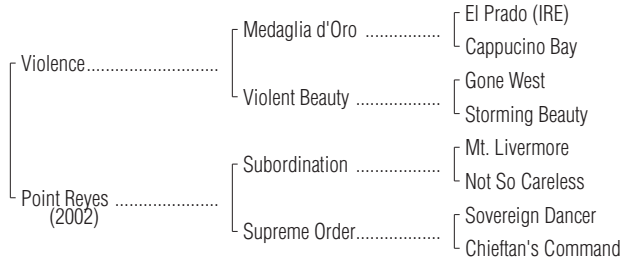 El Prado (IRE)
Medaglia d'Oro ..................
Cappucino Bay
Violence..............................
Gone West
Violent Beauty ....................
Storming Beauty
Mt. Livermore
Subordination ....................
Not So Careless
Point Reyes .......................
(2002)
Sovereign Dancer
Supreme Order....................
Chieftan's Command